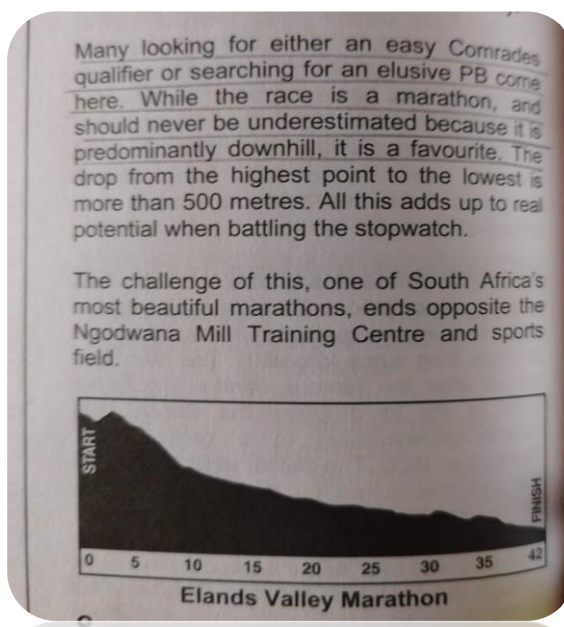 Many looking for either an easy Comrades
qualifier or searching for an elusive PB come
here. While the race is a marathon, and
should never be underestimated because it is
predominantly downhill, it is a favourite. The
drop from the highest point to the lowest is
more than 500 metres. All this adds up to real
potential when battling the stopwatch.
The challenge of this, one of South Africa's
most beautiful marathons, ends opposite the
Ngodwana Mill Training Centre and sports
field.
START
FINISH
0 5 10 15 20 25 30 35 42
Elands Valley Marathon